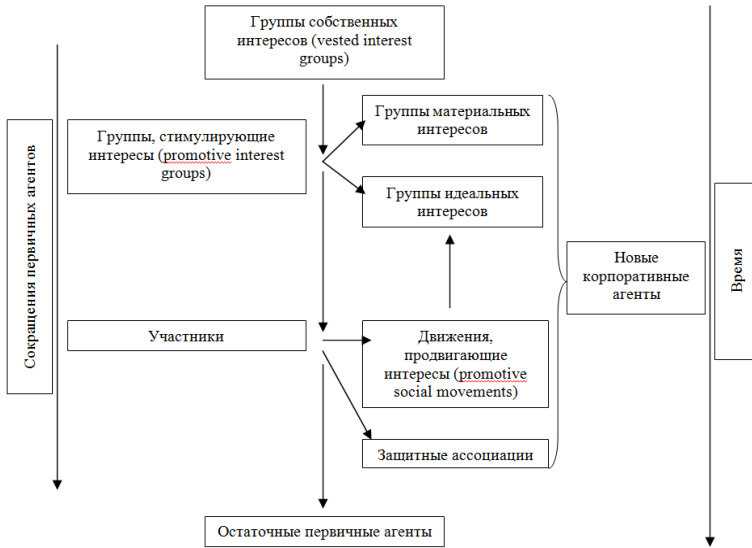 Группы собственных
интересов (vested interest
groups)
Группы материальных
интересов
Группы, стимулирующие
интересы (promotive interest
groups)
Группы идеальных
интересов
Сокращения первичных агентов
Новые
корпоративные
агенты
Время
Участники
Движения,
продвигающие
интересы (promotive
social movements)
Защитные ассоциации
Остаточные первичные агенты